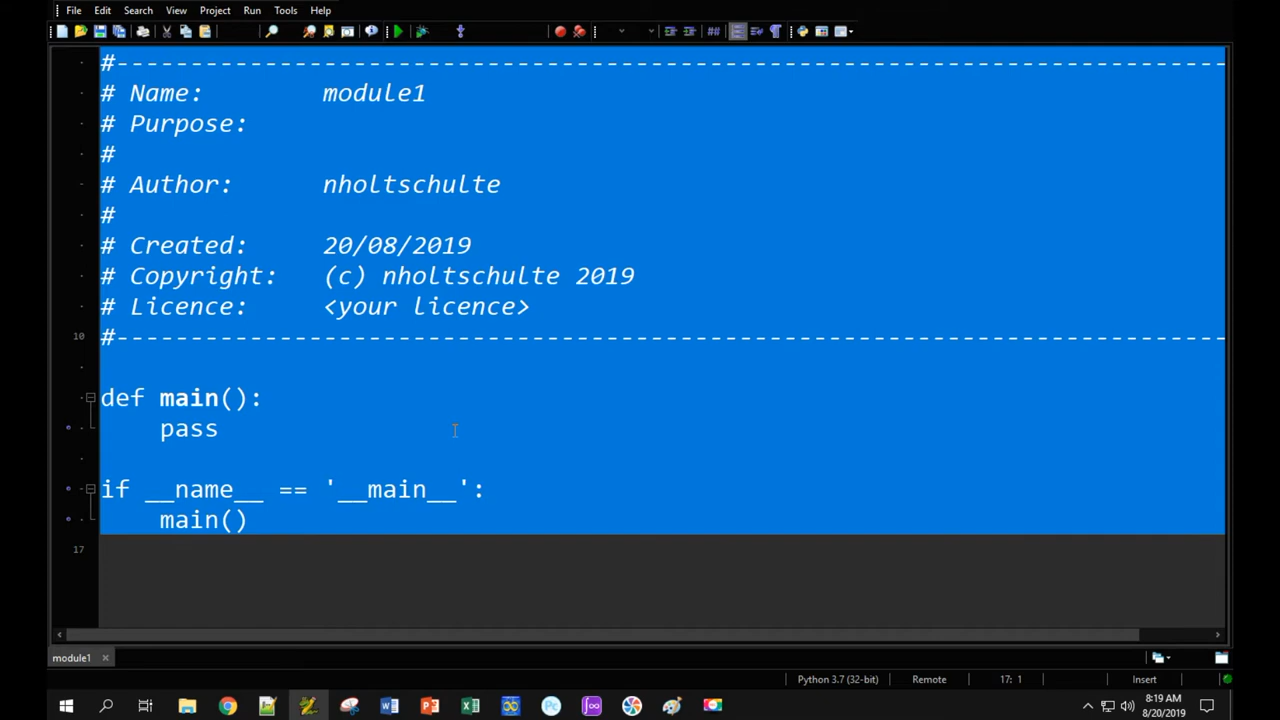 File Edit Search View Project Run Tools Help
#---------------------------------------------------------------------------
# Name:        module1
# Purpose:
#
# Author:      nholtschulte
#
# Created:     20/08/2019
# Copyright:   (c) nholtschulte 2019
# Licence:     <your licence>
10 #---------------------------------------------------------------------------
def main():
    pass
if __name__ == '__main__':
    main()
17
module1
Python 3.7 (32-bit) Remote 17: 1 Insert
8:19 AM
8/20/2019